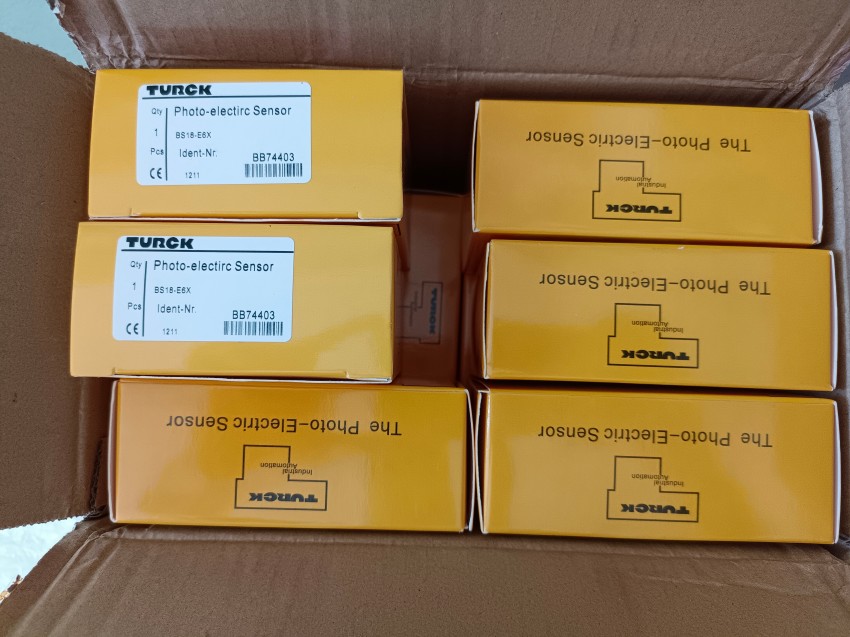 TURCK
Qty
Photo-electirc Sensor
1
BS18-E6X
Pcs
Ident-Nr.
BB74403
CE
1211
TURCK
Qty
Photo-electirc Sensor
1
BS18-E6X
Pcs
Ident-Nr.
BB74403
CE
1211
The Photo-Electric Sensor
Industrial
Automation
TURCK
The Photo-Electric Sensor
Industrial
Automation
TURCK
The Photo-Electric Sensor
Industrial
Automation
TURCK
The Photo-Electric Sensor
Industrial
Automation
TURCK
TURCK